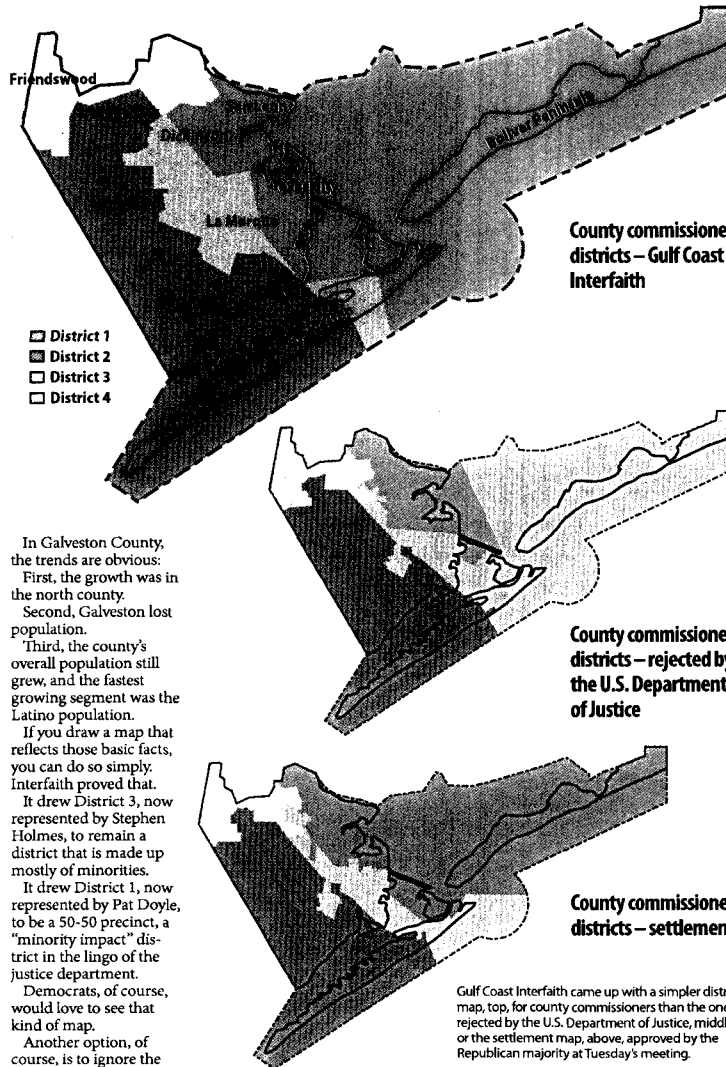 Friendswood
La Marque
Bolivar Peninsula
County commissione
districts – Gulf Coast
Interfaith
District 1
District 2
District 3
District 4
In Galveston County,
the trends are obvious:
First, the growth was in
the north county.
Second, Galveston lost
population.
Third, the county's
overall population still
grew, and the fastest
growing segment was the
Latino population.
If you draw a map that
reflects those basic facts,
you can do so simply.
Interfaith proved that.
It drew District 3, now
represented by Stephen
Holmes, to remain a
district that is made up
mostly of minorities.
It drew District 1, now
represented by Pat Doyle,
to be a 50-50 precinct, a
"minority impact" dis-
trict in the lingo of the
justice department.
Democrats, of course,
would love to see that
kind of map.
Another option, of
course, is to ignore the
County commissione
districts – rejected by
the U.S. Department
of Justice
County commissione
districts – settlemen
Gulf Coast Interfaith came up with a simpler distr
map, top, for county commissioners than the one
rejected by the U.S. Department of Justice, middl
or the settlement map, above, approved by the
Republican majority at Tuesday's meeting.